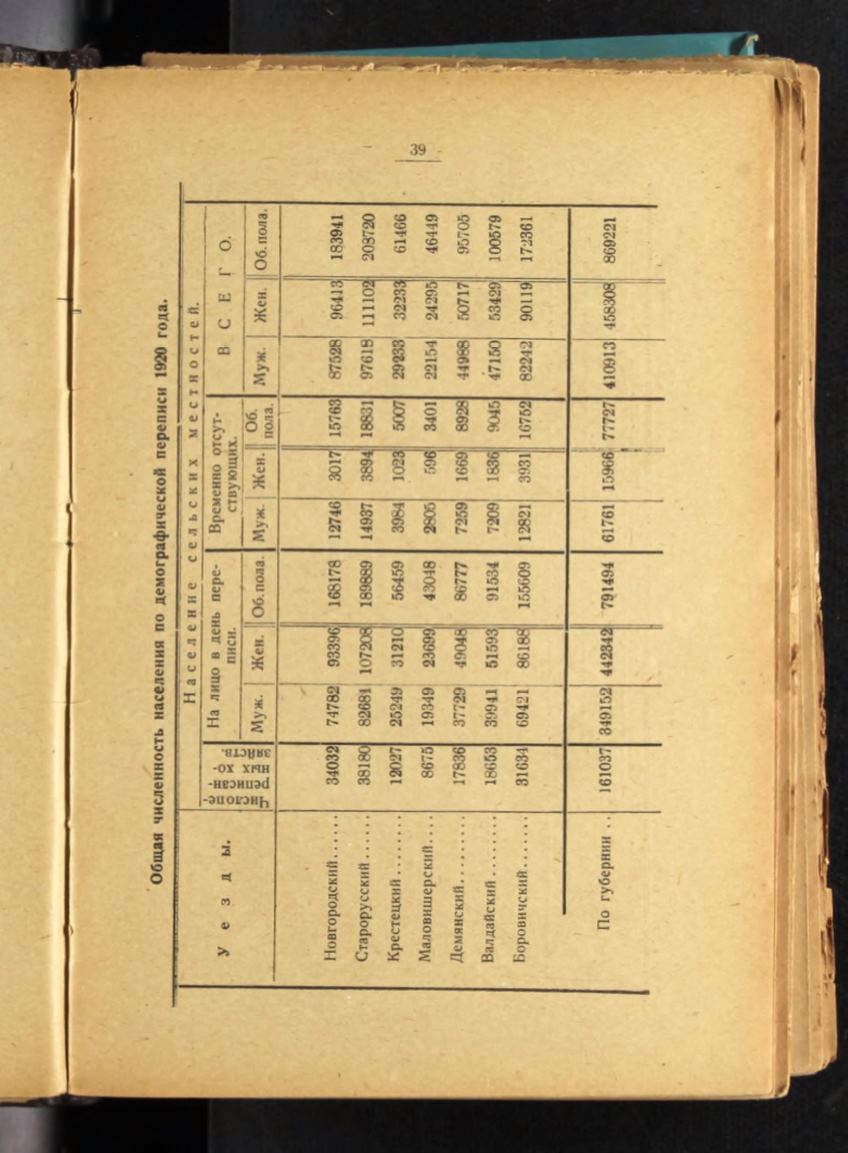 39
Общая численность населения по демографической переписи 1920 года.
Уезды.
Число переписанных хозяйств.
Население сельских местностей.
На лицо в день переписи.
Временно отсутствующих.
ВСЕГО.
Муж. Жен. Об.пола. Муж. Жен. Об. пола. Муж. Жен. Об.пола.
Новгородский...... 34032 74782 93396 168178 12746 3017 15763 87528 96413 183941
Старорусский...... 38180 82681 107208 189889 14937 3894 18831 97618 111102 208720
Крестецкий........ 12027 25249 31210 56459 3984 1023 5007 29233 32233 61466
Маловишерский.... 8675 19349 23699 43048 2805 596 3401 22154 24295 46449
Демянский......... 17836 37729 49048 86777 7259 1669 8928 44988 50717 95705
Валдайский........ 18653 39941 51593 91534 7209 1836 9045 47150 53429 100579
Боровичский....... 31634 69421 86188 155609 12821 3931 16752 82242 90119 172361
По губернии .. 161037 349152 442342 791494 61761 15966 77727 410913 458308 869221